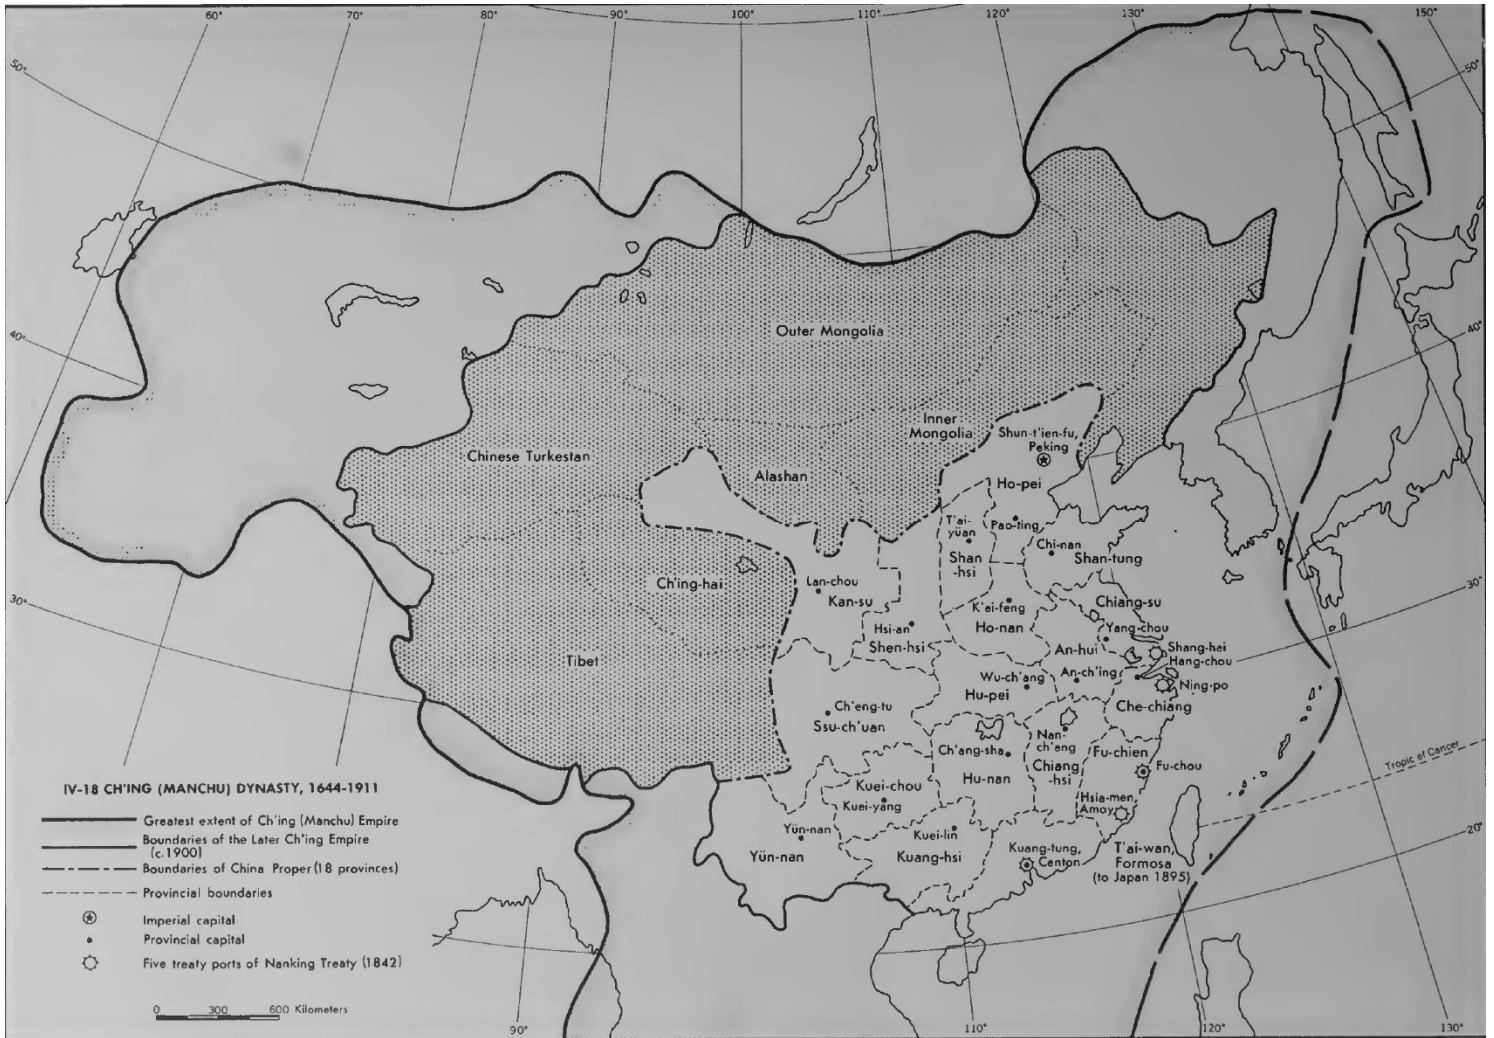 60°
70°
80°
90°
100°
110°
120°
130°
150°
50°
50°
40°
40°
30°
30°
20°
Outer Mongolia
Inner
Mongolia
Shun-t'ien-fu,
Peking
Chinese Turkestan
Alashan
Ho-pei
T'ai-
yüan
Pao-ting
Shan
-hsi
Chi-nan
Shan-tung
Ch'ing-hai
Lan-chou
Kan-su
K'ai-feng
Ho-nan
Chiang-su
Hsi-an
Shen-hsi
Yang-chou
An-hui
Shang-hai
Hang-chou
Tibet
Wu-ch'ang
Hu-pei
An-ch'ing
Ning-po
Che-chiang
Ch'eng-tu
Ssu-ch'uan
Nan-
ch'ang
Ch'ang-sha
Hu-nan
Chiang
-hsi
Fu-chien
Fu-chou
Tropic of Cancer
Kuei-chou
Kuei-yang
Hsia-men,
Amoy
Yün-nan
Yün-nan
Kuei-lin
Kuang-hsi
Kuang-tung,
Canton
T'ai-wan,
Formosa
(to Japan 1895)
IV-18 CH'ING (MANCHU) DYNASTY, 1644-1911
Greatest extent of Ch'ing (Manchu) Empire
Boundaries of the Later Ch'ing Empire
(c.1900)
Boundaries of China Proper (18 provinces)
Provincial boundaries
Imperial capital
Provincial capital
Five treaty ports of Nanking Treaty (1842)
0 300 600 Kilometers
90°
110°
120°
130°